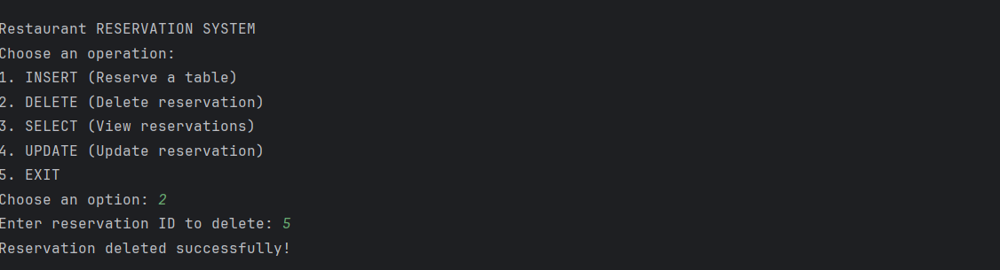 Restaurant RESERVATION SYSTEM
Choose an operation:
1. INSERT (Reserve a table)
2. DELETE (Delete reservation)
3. SELECT (View reservations)
4. UPDATE (Update reservation)
5. EXIT
Choose an option: 2
Enter reservation ID to delete: 5
Reservation deleted successfully!